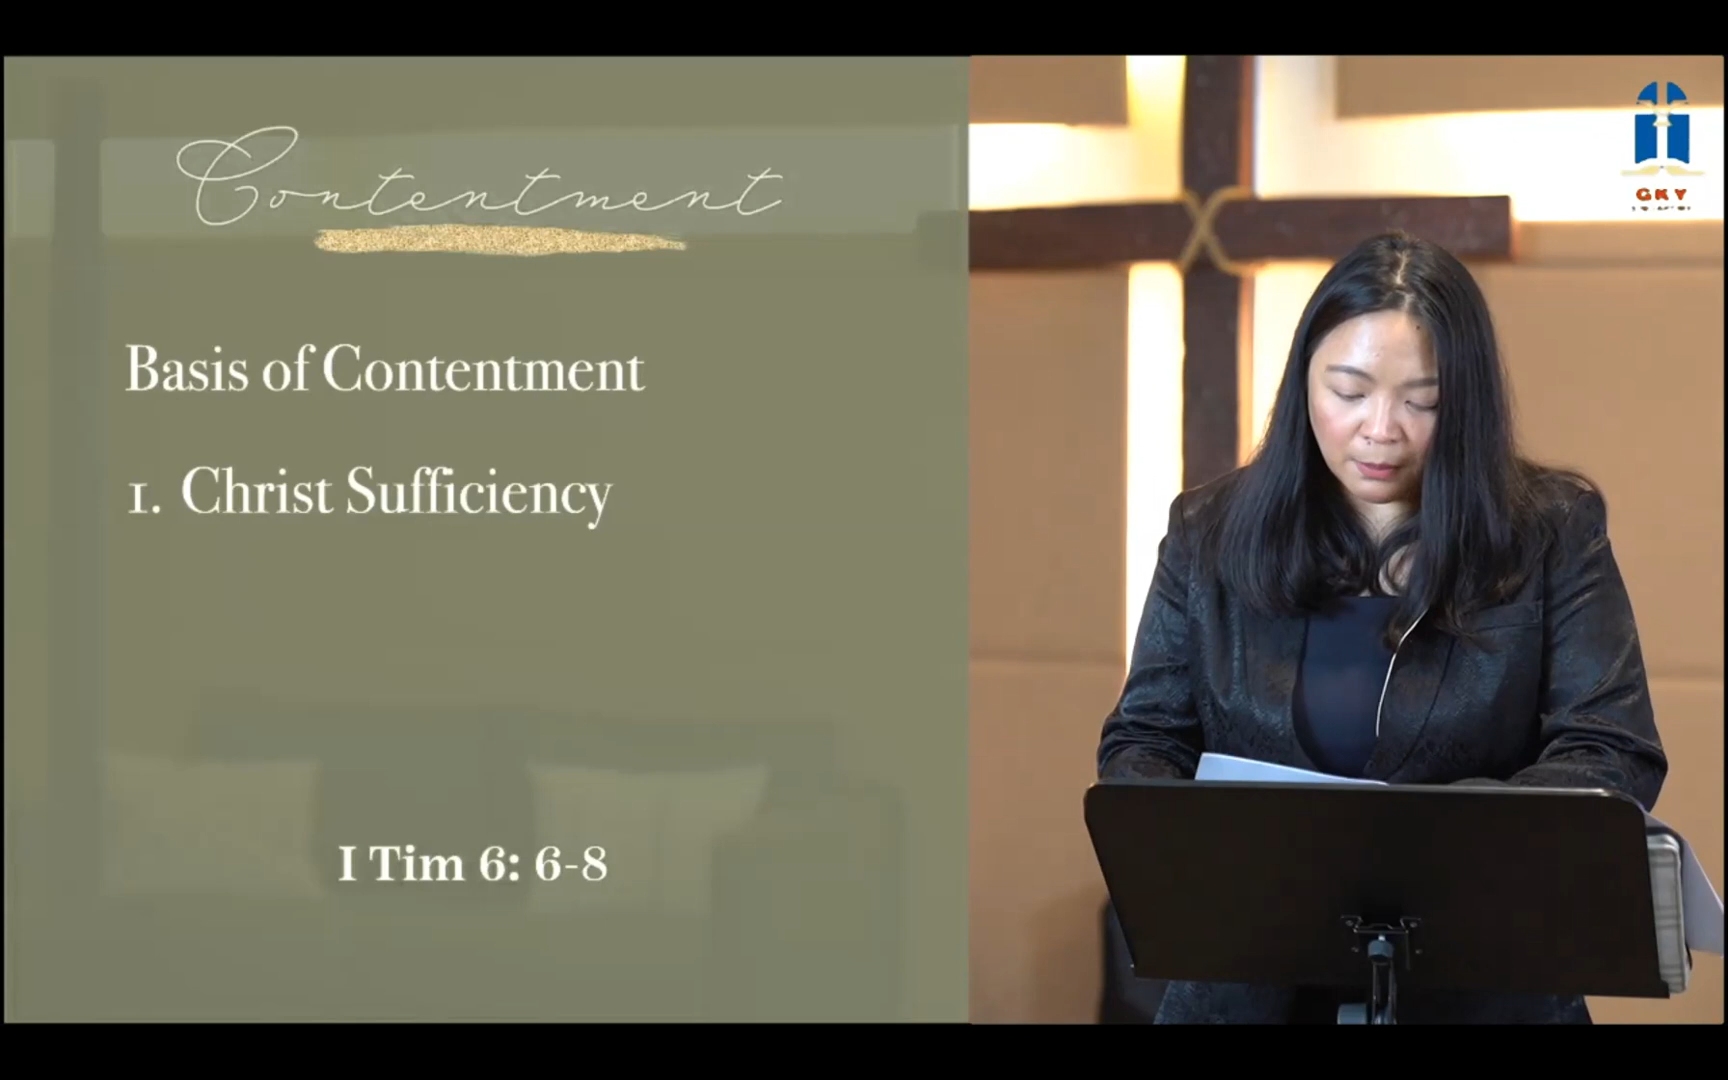 Contentment
Basis of Contentment
1. Christ Sufficiency
I Tim 6: 6-8
GKY